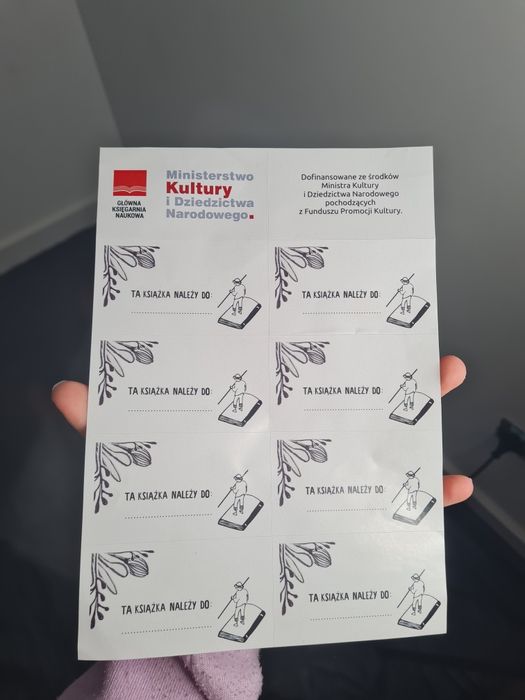 GŁÓWNA
KSIĘGARNIA
NAUKOWA
Ministerstwo
Kultury
i Dziedzictwa
Narodowego.
Dofinansowane ze środków
Ministra Kultury
i Dziedzictwa Narodowego
pochodzących
z Funduszu Promocji Kultury.
TA KSIĄŻKA NALEŻY DO:
TA KSIĄŻKA NALEŻY DO:
TA KSIĄŻKA NALEŻY DO:
TA KSIĄŻKA NALEŻY DO:
TA KSIĄŻKA NALEŻY DO:
TA KSIĄŻKA NALEŻY DO:
TA KSIĄŻKA NALEŻY DO:
TA KSIĄŻKA NALEŻY DO: